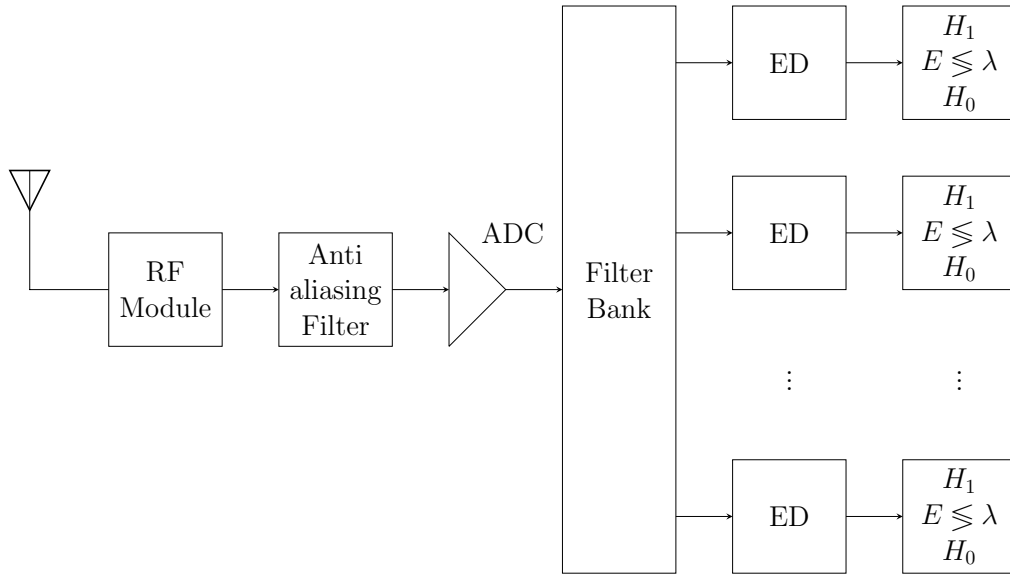 RF
Module
Anti
aliasing
Filter
ADC
Filter
Bank
ED
H₁
E ≶ λ
H₀
ED
H₁
E ≶ λ
H₀
⋮ ⋮
ED
H₁
E ≶ λ
H₀